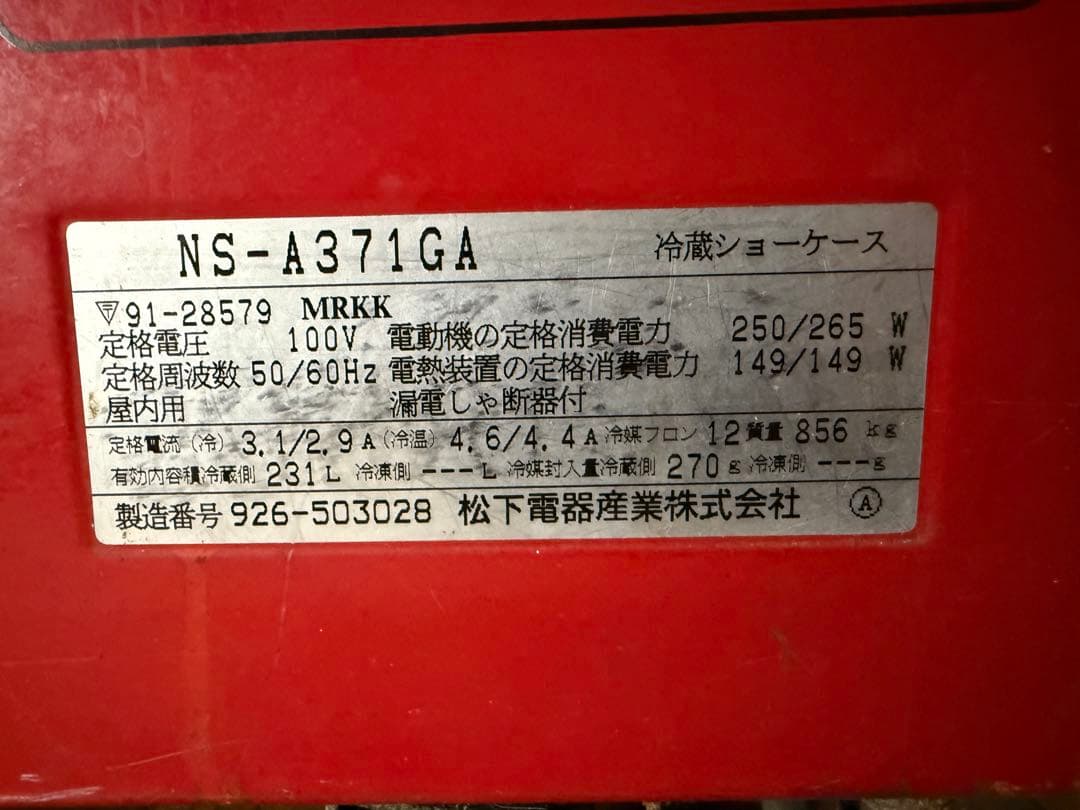 NS-A371GA 冷蔵ショーケース
91-28579 MRKK
定格電圧 100V 電動機の定格消費電力 250/265 W
定格周波数 50/60Hz 電熱装置の定格消費電力 149/149 W
屋内用 漏電しゃ断器付
定格電流(冷) 3.1/2.9A(冷温) 4.6/4.4A 冷媒フロン 12 質量 856 kg
有効内容積冷蔵側 231L 冷凍側 ---L 冷媒封入量冷蔵側 270g 冷凍側 ---g
製造番号 926-503028 松下電器産業株式会社 Ⓐ